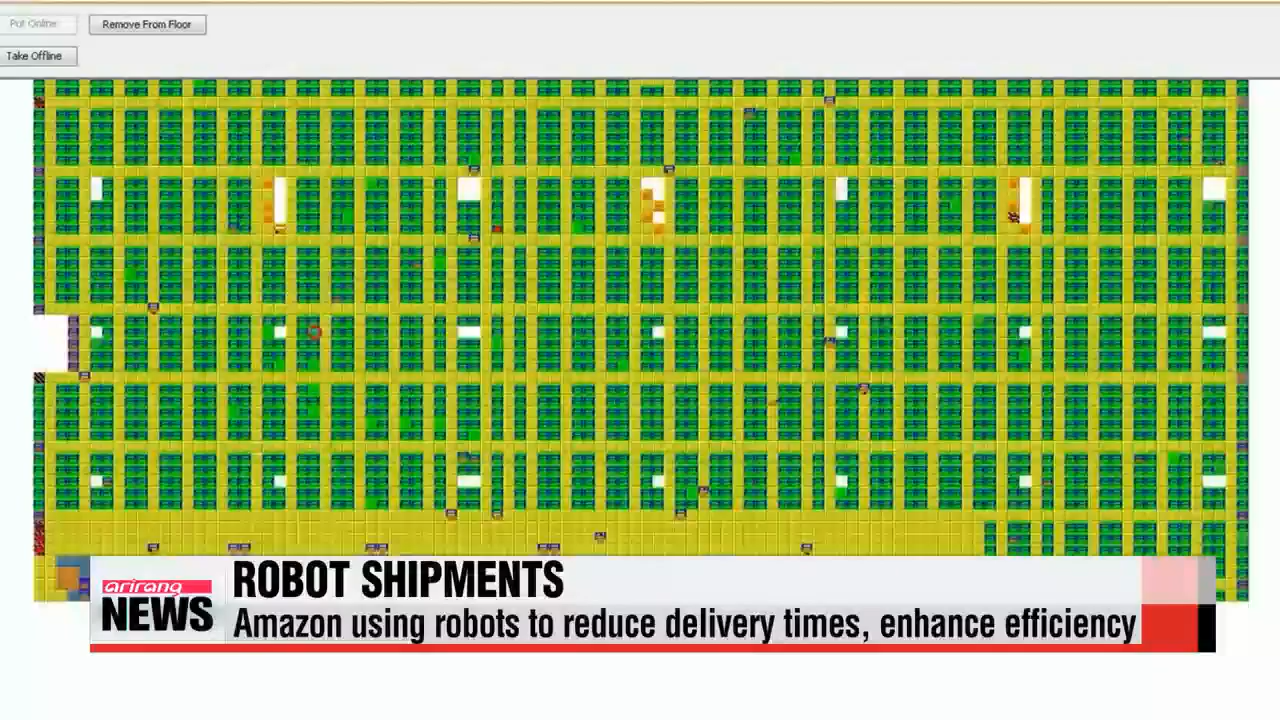 Put Online
Remove From Floor
Take Offline
arirang
NEWS
ROBOT SHIPMENTS
Amazon using robots to reduce delivery times, enhance efficiency